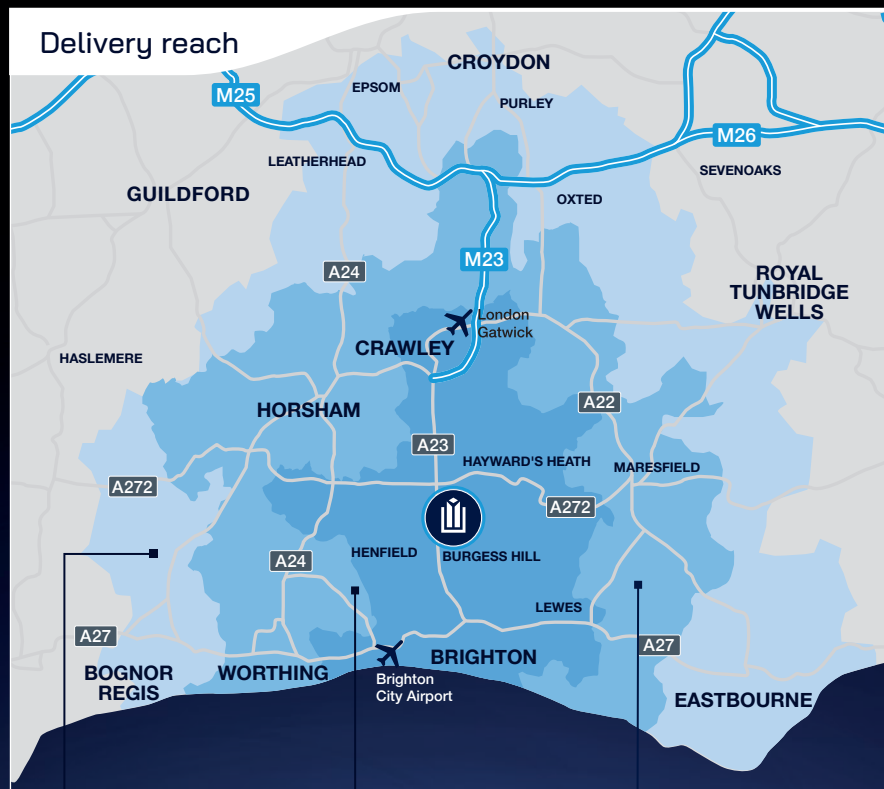 Delivery reach
CROYDON
EPSOM
M25
PURLEY
M26
LEATHERHEAD
SEVENOAKS
GUILDFORD
OXTED
M23
A24
ROYAL
TUNBRIDGE
WELLS
London
Gatwick
CRAWLEY
HASLEMERE
A22
HORSHAM
A23
HAYWARD'S HEATH
MARESFIELD
A272
A272
HENFIELD
BURGESS HILL
A24
LEWES
A27
A27
BRIGHTON
BOGNOR
REGIS
WORTHING
Brighton
City Airport
EASTBOURNE